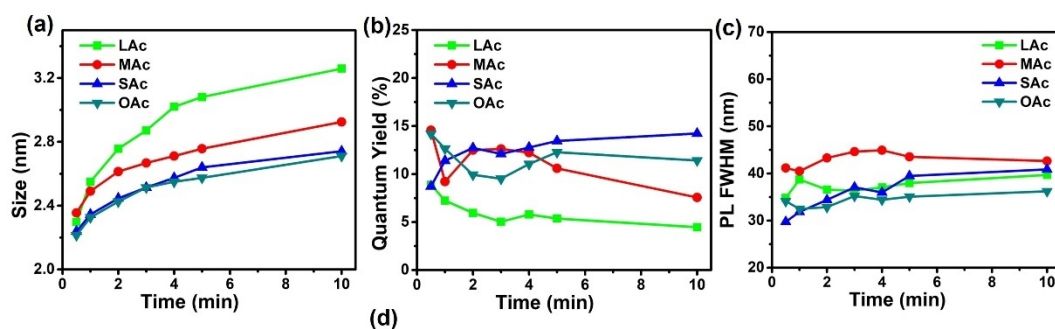 (a)
LAc
MAc
SAc
OAc
Size (nm)
3.2
2.8
2.4
2.0
0 2 4 6 8 10
Time (min)
(b)
LAc
MAc
SAc
OAc
Quantum Yield (%)
25
20
15
10
5
0
0 2 4 6 8 10
Time (min)
(c)
LAc
MAc
SAc
OAc
PL FWHM (nm)
70
60
50
40
30
20
0 2 4 6 8 10
Time (min)
(d)